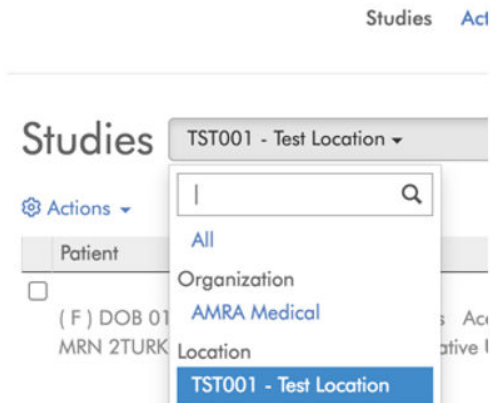 Studies
Studies TST001 - Test Location
Actions
All
Patient
Organization
( F ) DOB 01
AMRA Medical
MRN 2TURK
Location
TST001 - Test Location